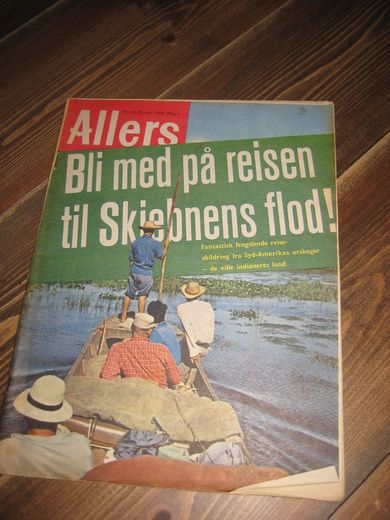 Allers
Bli med på reisen
til Skjebnens flod!
Fantastisk fengslende reise-
skildring fra Syd-Amerikas urskoger
– de ville indianeres land